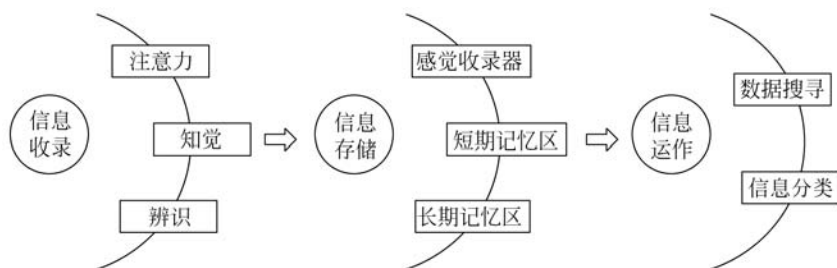 信息
收录
注意力
知觉
辨识
信息
存储
感觉收录器
短期记忆区
长期记忆区
信息
运作
数据搜寻
信息分类